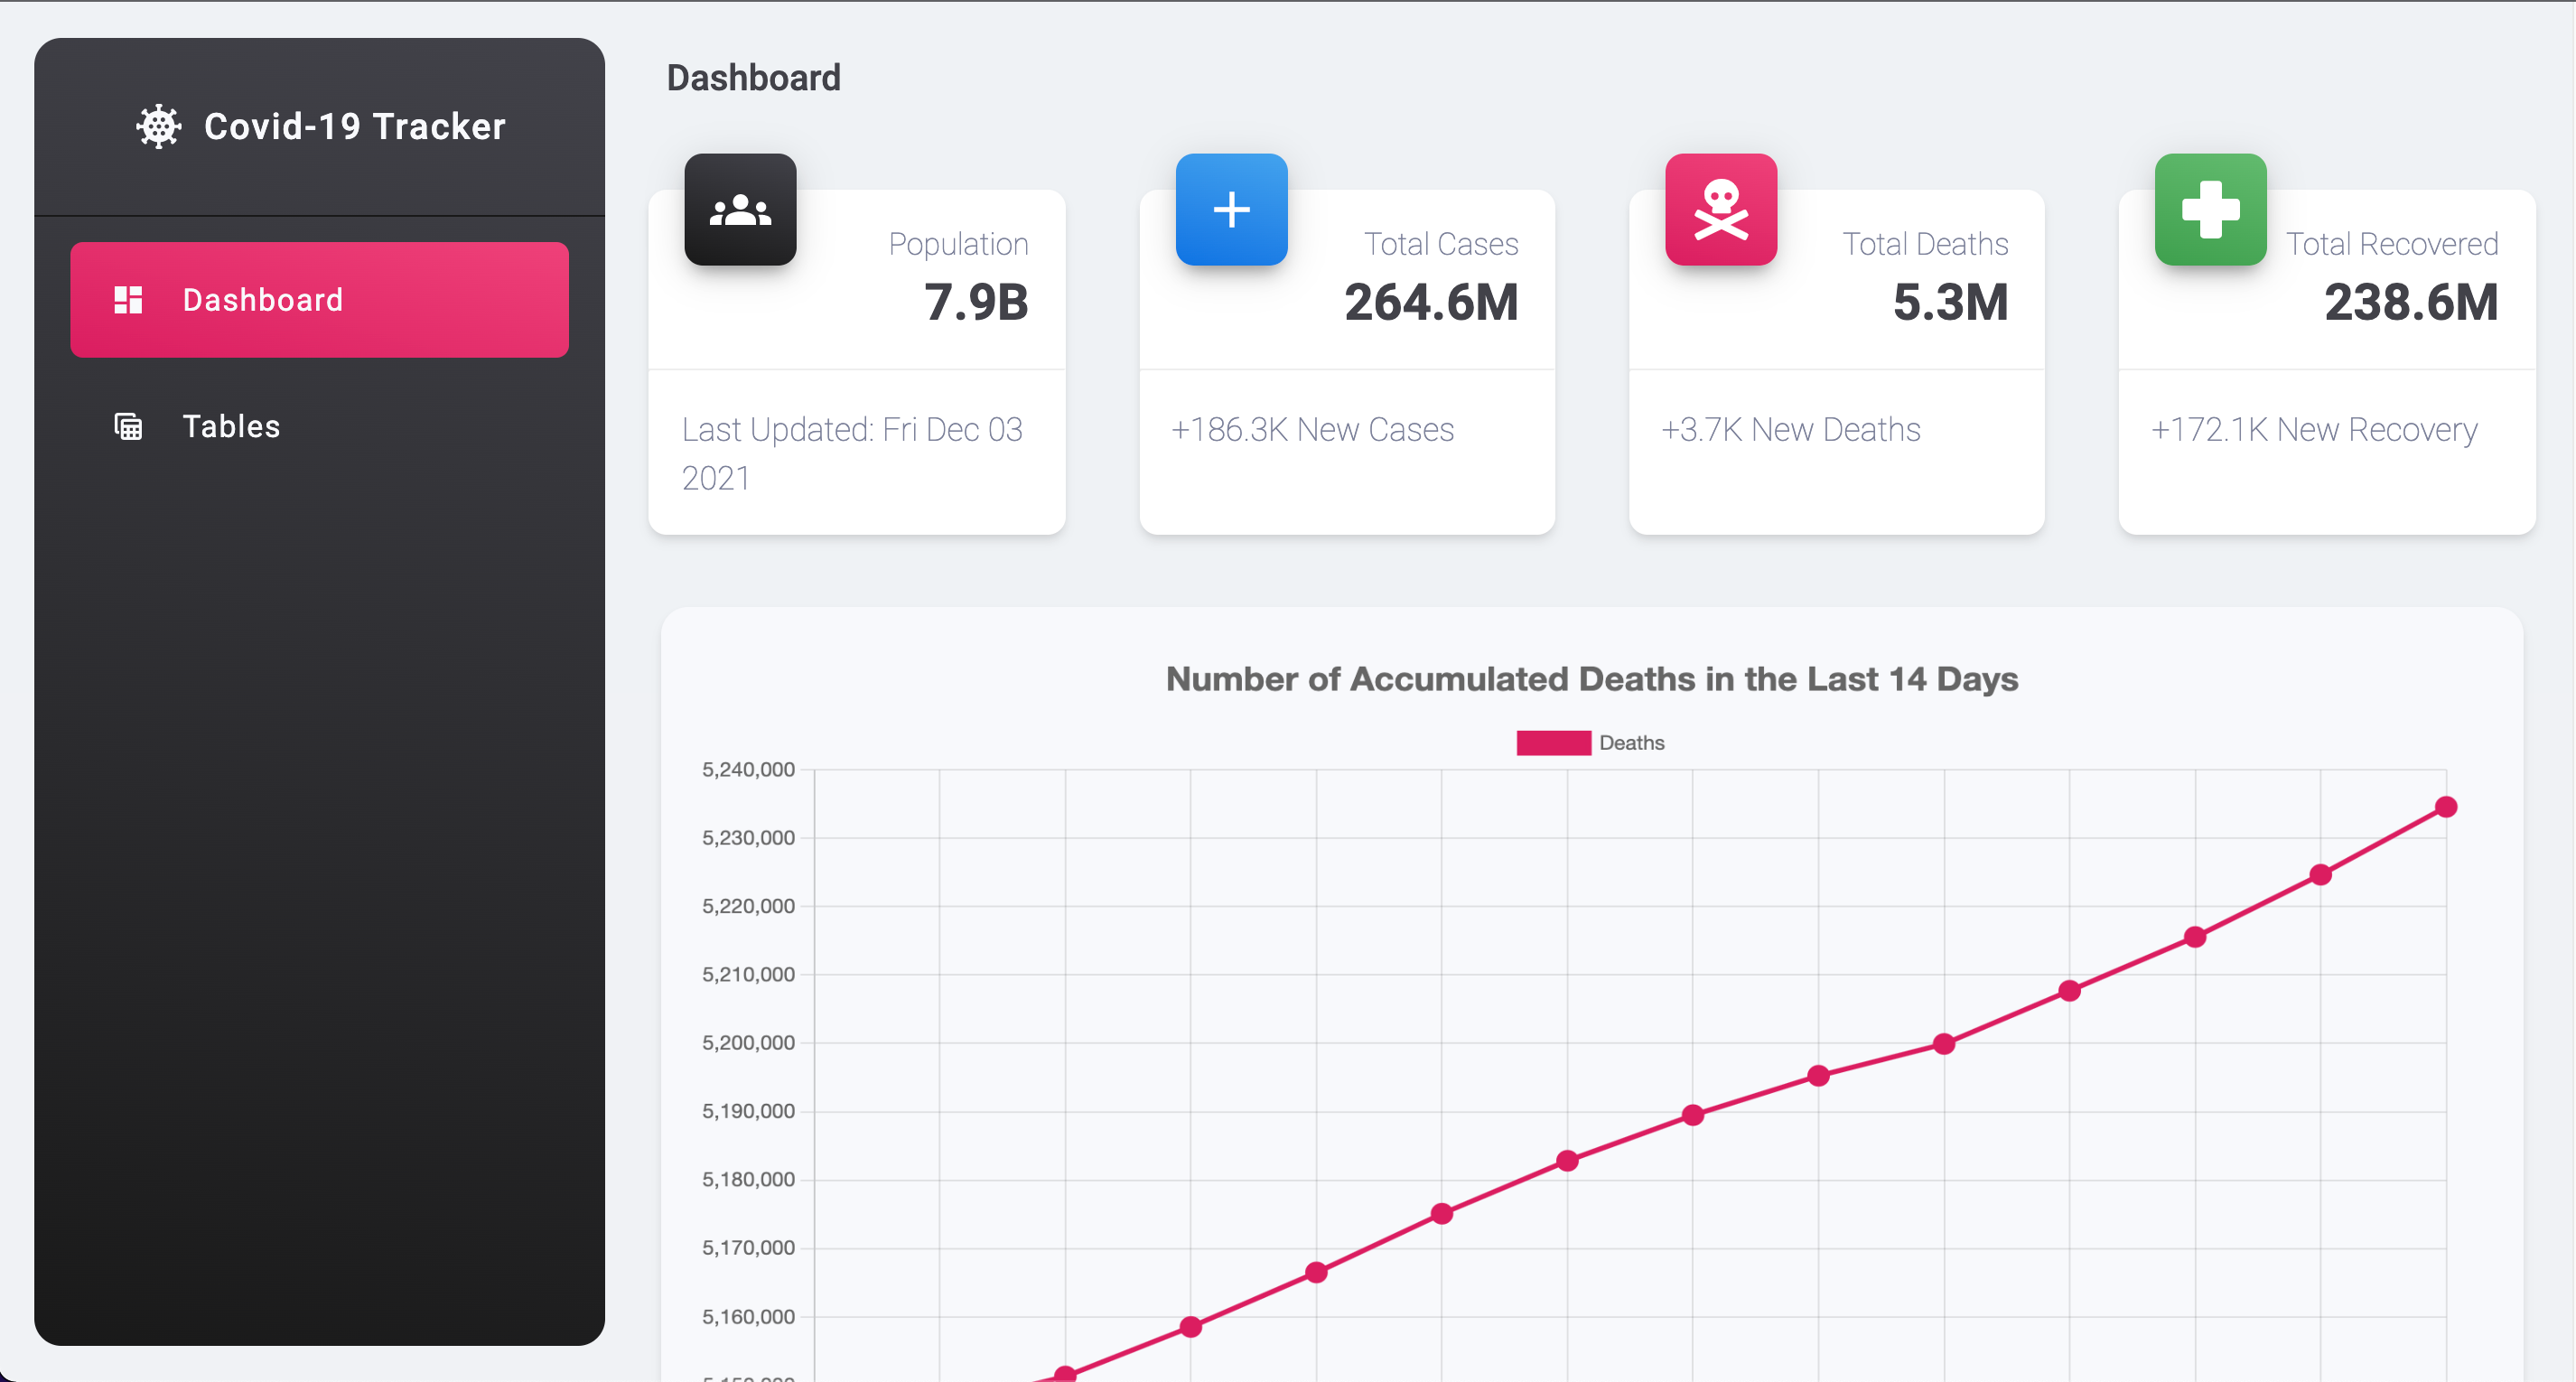 Covid-19 Tracker
Dashboard
Tables
Dashboard
Population
7.9B
Last Updated: Fri Dec 03
2021
Total Cases
264.6M
+186.3K New Cases
Total Deaths
5.3M
+3.7K New Deaths
Total Recovered
238.6M
+172.1K New Recovery
Number of Accumulated Deaths in the Last 14 Days
Deaths
5,240,000
5,230,000
5,220,000
5,210,000
5,200,000
5,190,000
5,180,000
5,170,000
5,160,000